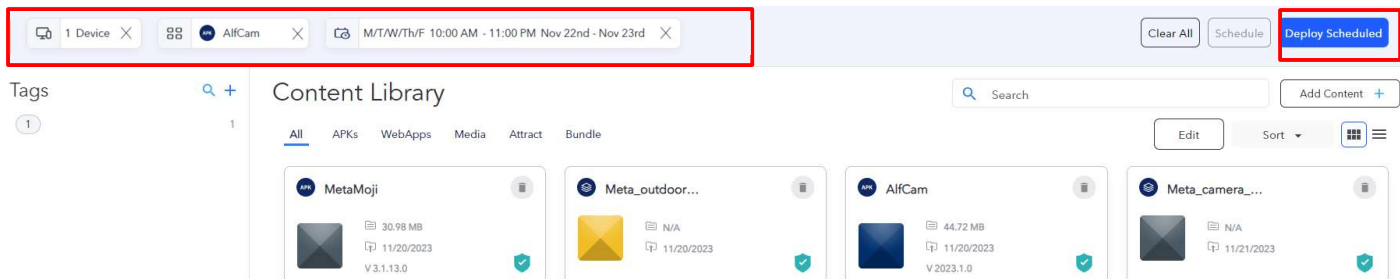 1 Device
APK AlfCam
M/T/W/Th/F 10:00 AM - 11:00 PM Nov 22nd - Nov 23rd
Clear All
Schedule
Deploy Scheduled
Tags
1
1
Content Library
Search
Add Content +
All APKs WebApps Media Attract Bundle
Edit
Sort
APK MetaMoji
30.98 MB
11/20/2023
V 3.1.13.0
Meta_outdoor...
N/A
11/20/2023
APK AlfCam
44.72 MB
11/20/2023
V 2023.1.0
Meta_camera_...
N/A
11/21/2023